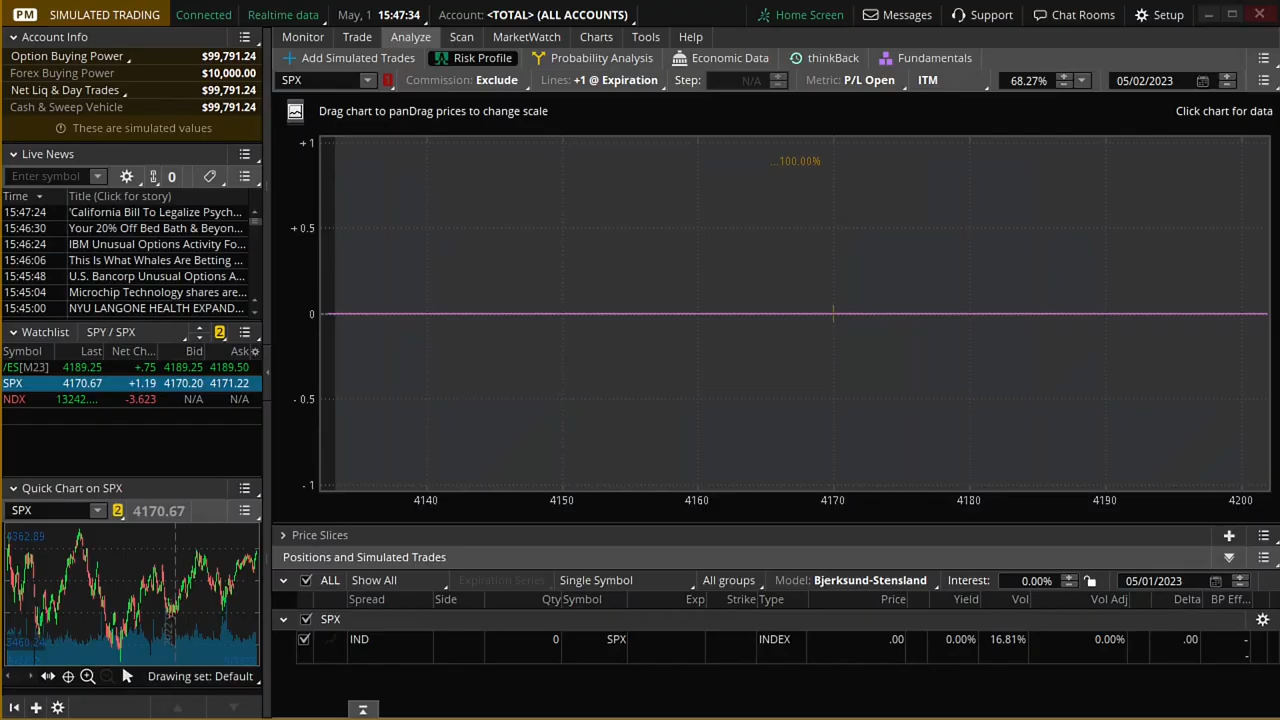 PM SIMULATED TRADING Connected Realtime data May, 1 15:47:34 Account: <TOTAL> (ALL ACCOUNTS) Home Screen Messages Support Chat Rooms Setup
Account Info
Option Buying Power $99,791.24
Forex Buying Power $10,000.00
Net Liq & Day Trades $99,791.24
Cash & Sweep Vehicle $99,791.24
These are simulated values
Live News
Enter symbol 0
Time Title (Click for story)
15:47:24 'California Bill To Legalize Psych...
15:46:30 Your 20% Off Bed Bath & Beyon...
15:46:24 IBM Unusual Options Activity Fo...
15:46:06 This Is What Whales Are Betting ...
15:45:48 U.S. Bancorp Unusual Options A...
15:45:04 Microchip Technology shares are...
15:45:00 NYU LANGONE HEALTH EXPAND...
Watchlist SPY / SPX 2
Symbol Last Net Ch... Bid Ask
/ES[M23] 4189.25 +.75 4189.25 4189.50
SPX 4170.67 +1.19 4170.20 4171.22
NDX 13242.... -3.623 N/A N/A
Quick Chart on SPX
SPX 2 4170.67
4362.89
3460.24
Drawing set: Default
Monitor Trade Analyze Scan MarketWatch Charts Tools Help
Add Simulated Trades Risk Profile Probability Analysis Economic Data thinkBack Fundamentals
SPX 1 Commission: Exclude Lines: +1 @ Expiration Step: N/A Metric: P/L Open ITM 68.27% 05/02/2023
Drag chart to panDrag prices to change scale Click chart for data
+ 1
...100.00%
+ 0.5
0
- 0.5
- 1
4140 4150 4160 4170 4180 4190 4200
Price Slices
Positions and Simulated Trades
ALL Show All Expiration Series Single Symbol All groups Model: Bjerksund-Stensland Interest: 0.00% 05/01/2023
Spread Side Qty Symbol Exp Strike Type Price Yield Vol Vol Adj Delta BP Eff...
SPX
IND 0 SPX INDEX .00 0.00% 16.81% 0.00% .00 -
-